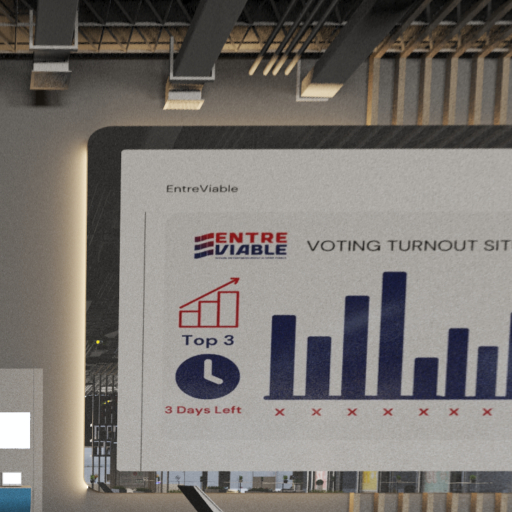 EntreViable
ENTRE
VIABLE
VOTING TURNOUT SIT
Top 3
3 Days Left